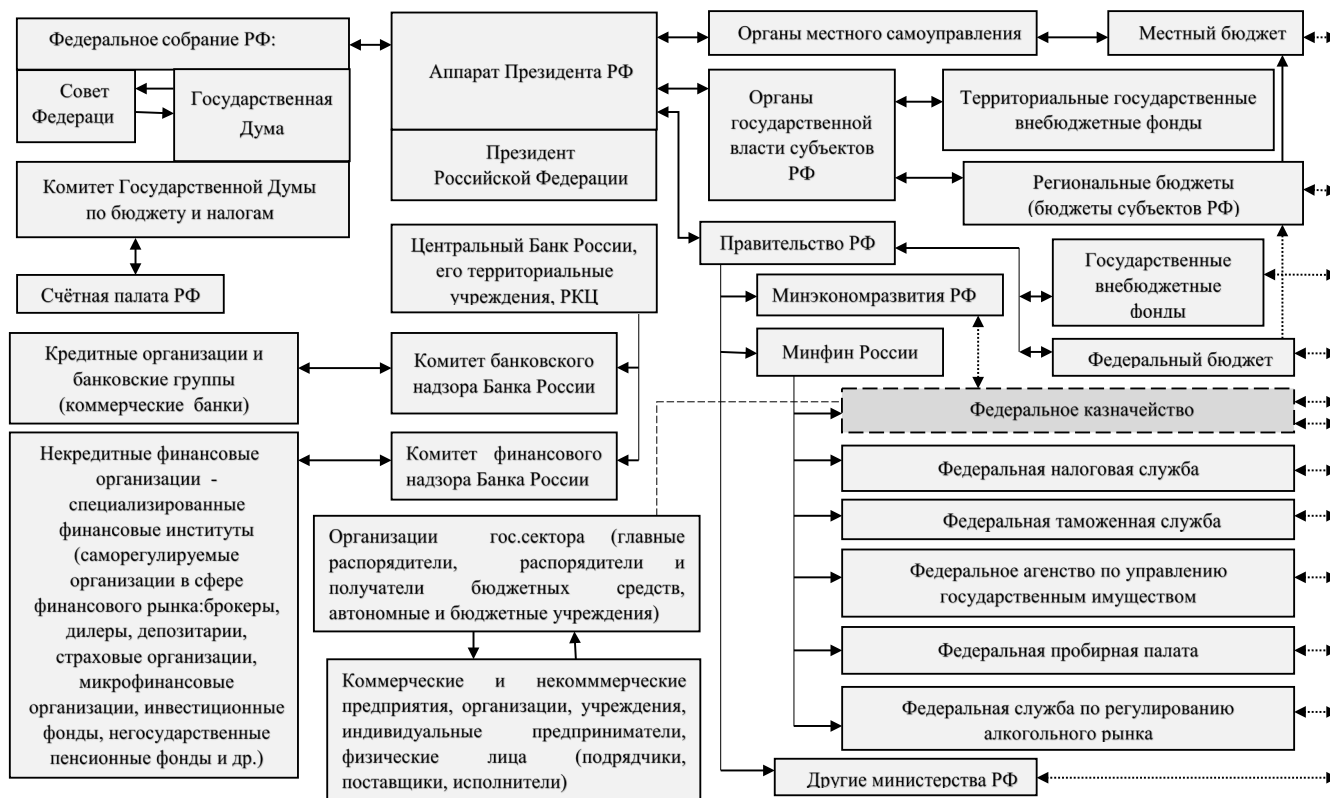 Федеральное собрание РФ:
Совет
Федераци
Государственная
Дума
Комитет Государственной Думы
по бюджету и налогам
Счётная палата РФ
Аппарат Президента РФ
Президент
Российской Федерации
Органы местного самоуправления
Местный бюджет
Органы
государственной
власти субъектов
РФ
Территориальные государственные
внебюджетные фонды
Региональные бюджеты
(бюджеты субъектов РФ)
Центральный Банк России,
его территориальные
учреждения, РКЦ
Правительство РФ
Государственные
внебюджетные
фонды
Минэкономразвития РФ
Минфин России
Федеральный бюджет
Кредитные организации и
банковские группы
(коммерческие банки)
Комитет банковского
надзора Банка России
Федеральное казначейство
Некредитные финансовые
организации -
специализированные
финансовые институты
(саморегулируемые
организации в сфере
финансового рынка:брокеры,
дилеры, депозитарии,
страховые организации,
микрофинансовые
организации, инвестиционные
фонды, негосударственные
пенсионные фонды и др.)
Комитет финансового
надзора Банка России
Федеральная налоговая служба
Организации гос.сектора (главные
распорядители, распорядители и
получатели бюджетных средств,
автономные и бюджетные учреждения)
Федеральная таможенная служба
Федеральное агенство по управлению
государственным имуществом
Федеральная пробирная палата
Коммерческие и некомммерческие
предприятия, организации, учреждения,
индивидуальные предприниматели,
физические лица (подрядчики,
поставщики, исполнители)
Федеральная служба по регулированию
алкогольного рынка
Другие министерства РФ